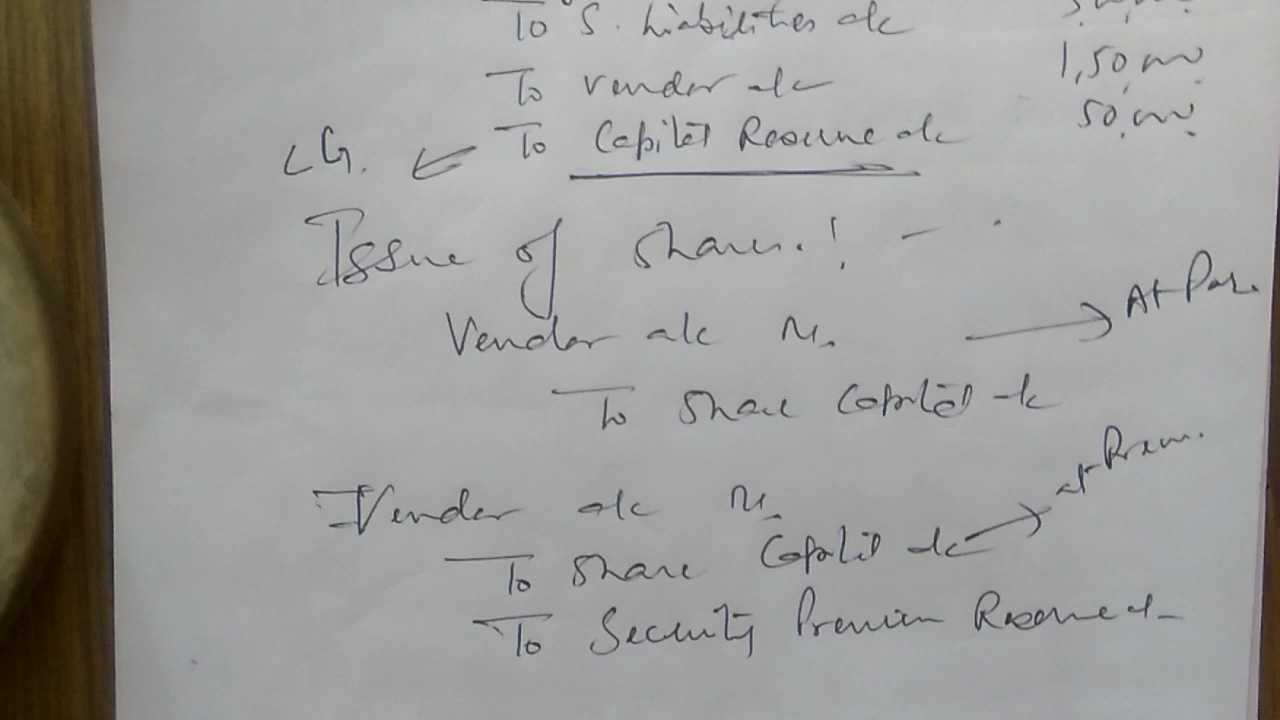 To S. Liabilities a/c
To vendor a/c 1,50,000
CG. ← To Capital Reserve a/c 50,000
Issue of shares: -
Vendor a/c Dr. → At Par.
To Share Capital a/c
Vendor a/c Dr.
To Share Capital a/c → at Prem.
To Security Premium Reserve a/c